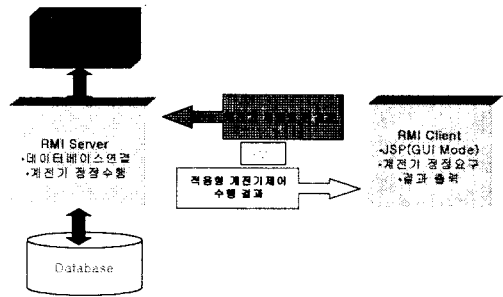 RMI Server
·데이터베이스연결
·계전기 정정수행
적응형 계전기제어
수행 결과
RMI Client
·JSP(GUI Mode)
·계전기 정정요구
·결과 출력
Database